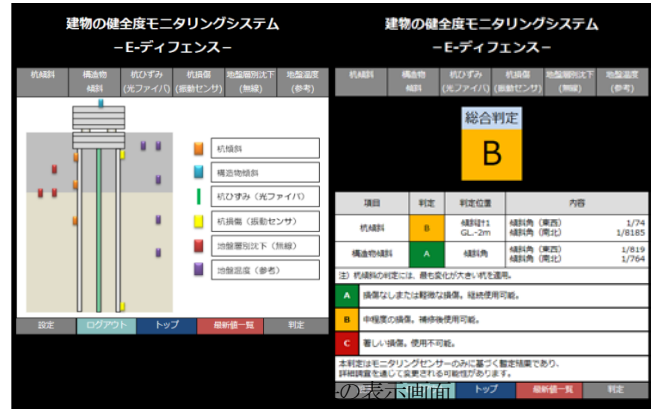 建物の健全度モニタリングシステム
－E-ディフェンス－
杭傾斜
構造物
傾斜
杭ひずみ
(光ファイバ)
杭損傷
(振動センサ)
地盤層別沈下
(無線)
地盤温度
(参考)
杭傾斜
構造物傾斜
杭ひずみ（光ファイバ）
杭損傷（振動センサ）
地盤層別沈下（無線）
地盤温度（参考）
設定
ログアウト
トップ
最新値一覧
判定
建物の健全度モニタリングシステム
－E-ディフェンス－
杭傾斜
構造物
傾斜
杭ひずみ
(光ファイバ)
杭損傷
(振動センサ)
地盤層別沈下
(無線)
地盤温度
(参考)
総合判定
B
項目 判定 判定位置 内容
杭傾斜 B 傾斜計1 傾斜角（東西） 1/74
GL.-2m 傾斜角（南北） 1/8185
構造物傾斜 A 傾斜角 傾斜角（東西） 1/819
傾斜角（南北） 1/764
注）杭傾斜の判定には、最も変化が大きい杭を適用。
A 損傷なしまたは軽微な損傷。継続使用可能。
B 中程度の損傷。補修後使用可能。
C 著しい損傷。使用不可能。
本判定はモニタリングセンサーのみに基づく鑑定結果であり、
詳細調査を通じて変更される可能性があります。
の表示画面
トップ
最新値一覧
判定